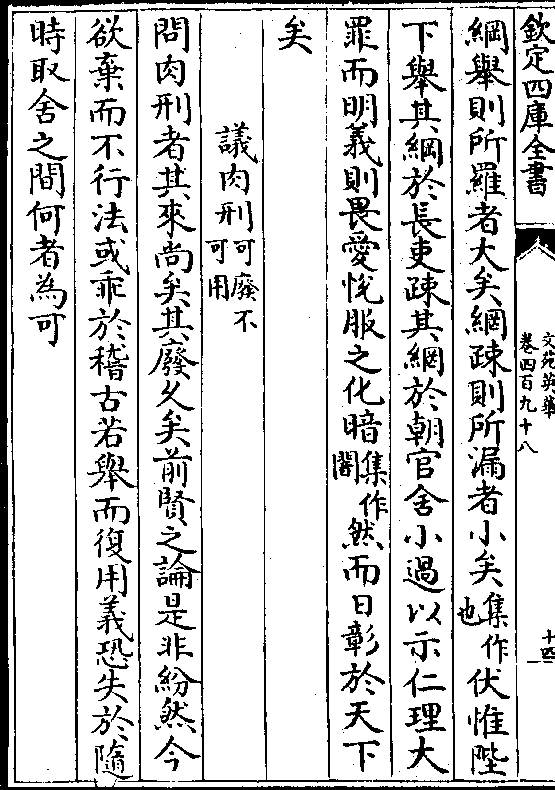 欽定四庫全書
文苑英華
卷四百九十八
十四
綱舉則所羅者大矣網疎則所漏者小矣集作也伏惟陛
下舉其綱於長吏疎其網於朝官舍小過以示仁理大
罪而明義則畏愛恱服之化暗集作闇然而日彰於天下
矣
議肉刑可廢不可用
問肉刑者其來尚矣其廢久矣前賢之論是非紛然今
欲棄而不行法或乖於稽古若舉而復用義恐失於隨
時取舍之間何者為可